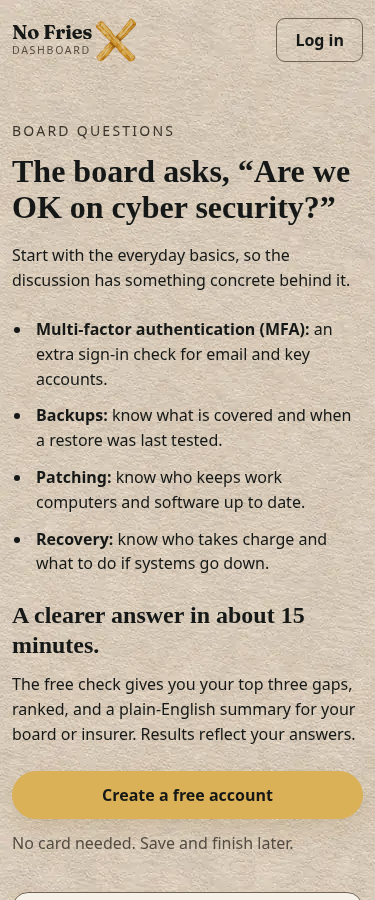 No Fries
DASHBOARD
Log in
BOARD QUESTIONS
The board asks, “Are we
OK on cyber security?”
Start with the everyday basics, so the
discussion has something concrete behind it.
• Multi-factor authentication (MFA): an
extra sign-in check for email and key
accounts.
• Backups: know what is covered and when
a restore was last tested.
• Patching: know who keeps work
computers and software up to date.
• Recovery: know who takes charge and
what to do if systems go down.
A clearer answer in about 15
minutes.
The free check gives you your top three gaps,
ranked, and a plain-English summary for your
board or insurer. Results reflect your answers.
Create a free account
No card needed. Save and finish later.